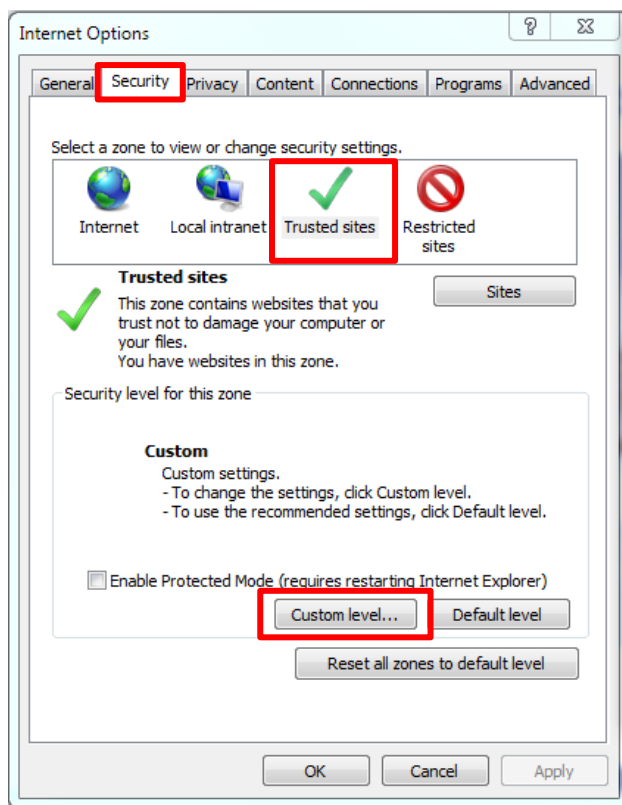 Internet Options
General Security Privacy Content Connections Programs Advanced
Select a zone to view or change security settings.
Internet Local intranet Trusted sites Restricted
sites
Trusted sites
Sites
This zone contains websites that you
trust not to damage your computer or
your files.
You have websites in this zone.
Security level for this zone
Custom
Custom settings.
- To change the settings, click Custom level.
- To use the recommended settings, click Default level.
Enable Protected Mode (requires restarting Internet Explorer)
Custom level... Default level
Reset all zones to default level
OK Cancel Apply